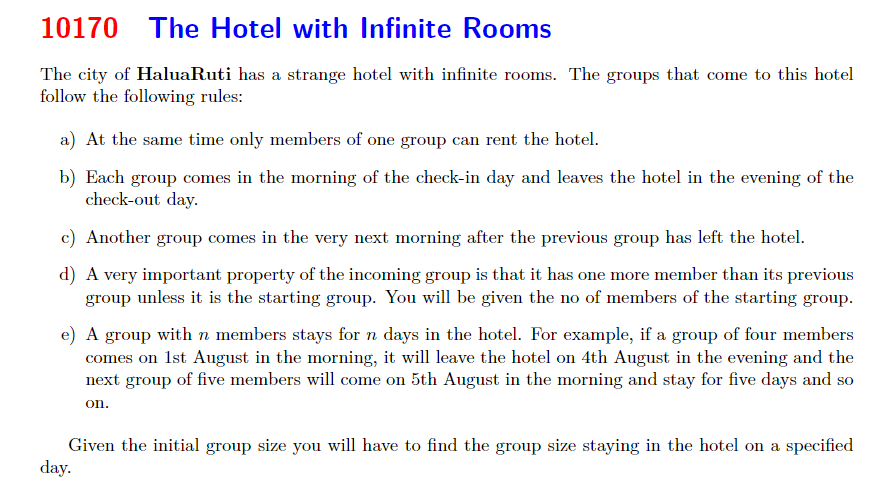 10170 The Hotel with Infinite Rooms
The city of HaluaRuti has a strange hotel with infinite rooms. The groups that come to this hotel
follow the following rules:
a) At the same time only members of one group can rent the hotel.
b) Each group comes in the morning of the check-in day and leaves the hotel in the evening of the
check-out day.
c) Another group comes in the very next morning after the previous group has left the hotel.
d) A very important property of the incoming group is that it has one more member than its previous
group unless it is the starting group. You will be given the no of members of the starting group.
e) A group with n members stays for n days in the hotel. For example, if a group of four members
comes on 1st August in the morning, it will leave the hotel on 4th August in the evening and the
next group of five members will come on 5th August in the morning and stay for five days and so
on.
Given the initial group size you will have to find the group size staying in the hotel on a specified
day.